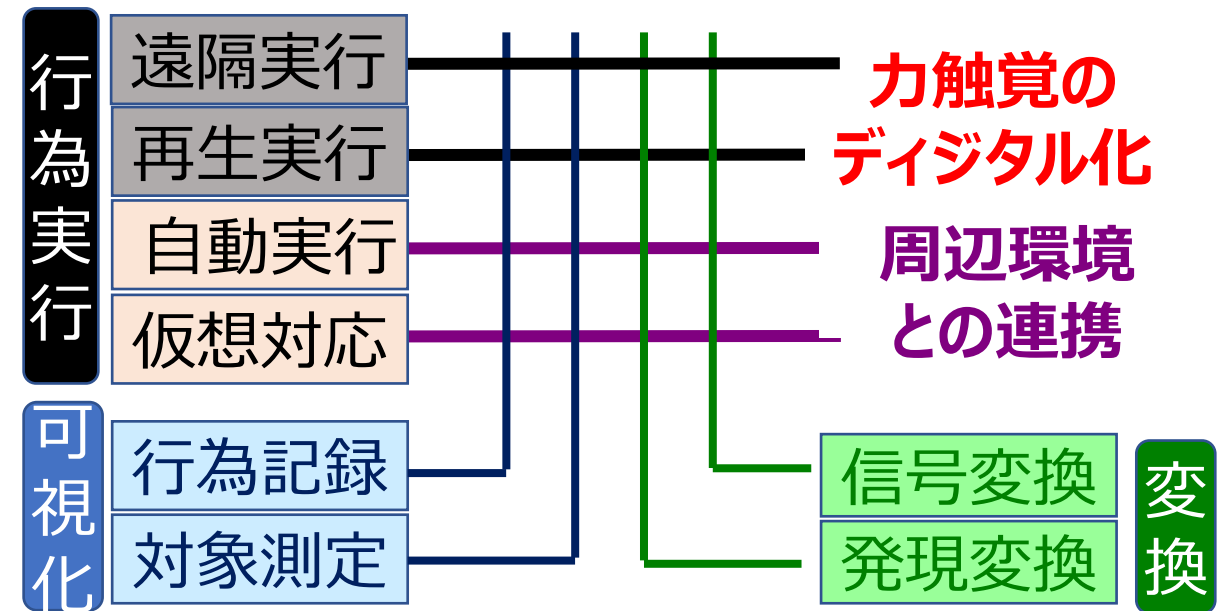 行為実行
遠隔実行
再生実行
自動実行
仮想対応
力触覚の
ディジタル化
周辺環境
との連携
可視化
行為記録
対象測定
信号変換
発現変換
変換